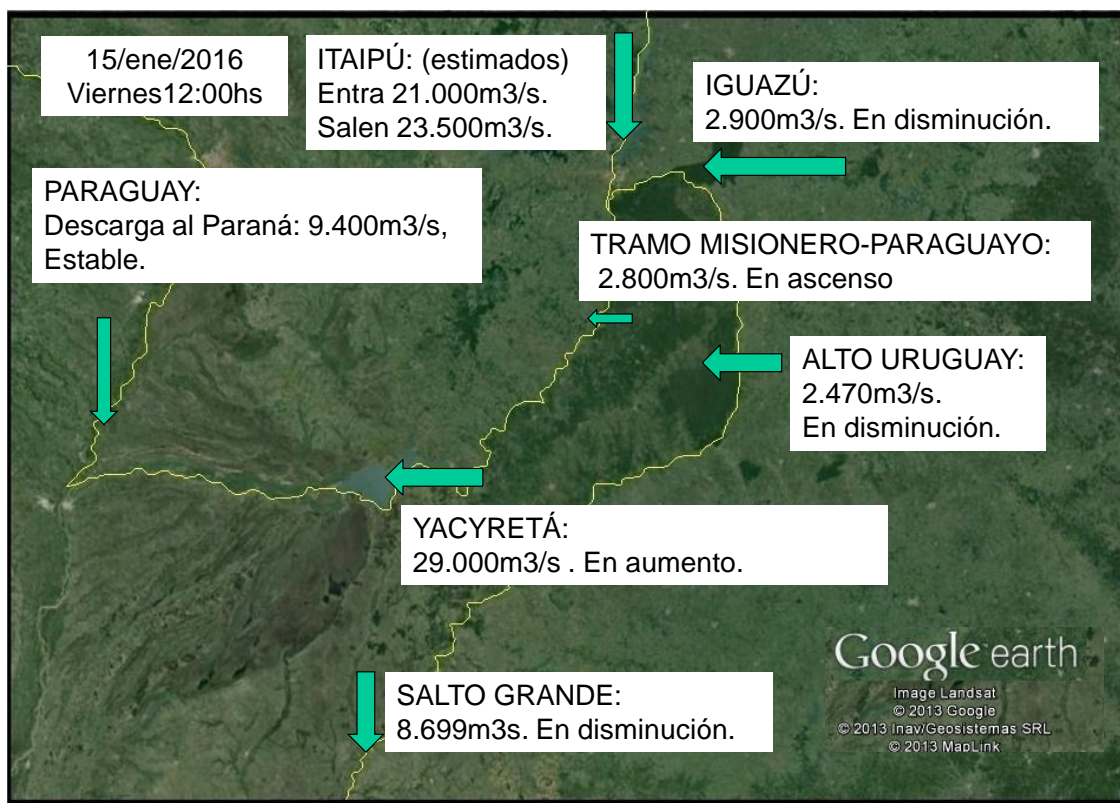 15/ene/2016
Viernes12:00hs
ITAIPÚ: (estimados)
Entra 21.000m3/s.
Salen 23.500m3/s.
IGUAZÚ:
2.900m3/s. En disminución.
PARAGUAY:
Descarga al Paraná: 9.400m3/s,
Estable.
TRAMO MISIONERO-PARAGUAYO:
2.800m3/s. En ascenso
ALTO URUGUAY:
2.470m3/s.
En disminución.
YACYRETÁ:
29.000m3/s . En aumento.
SALTO GRANDE:
8.699m3s. En disminución.
Google earth
Image Landsat
© 2013 Google
© 2013 Inav/Geosistemas SRL
© 2013 MapLink